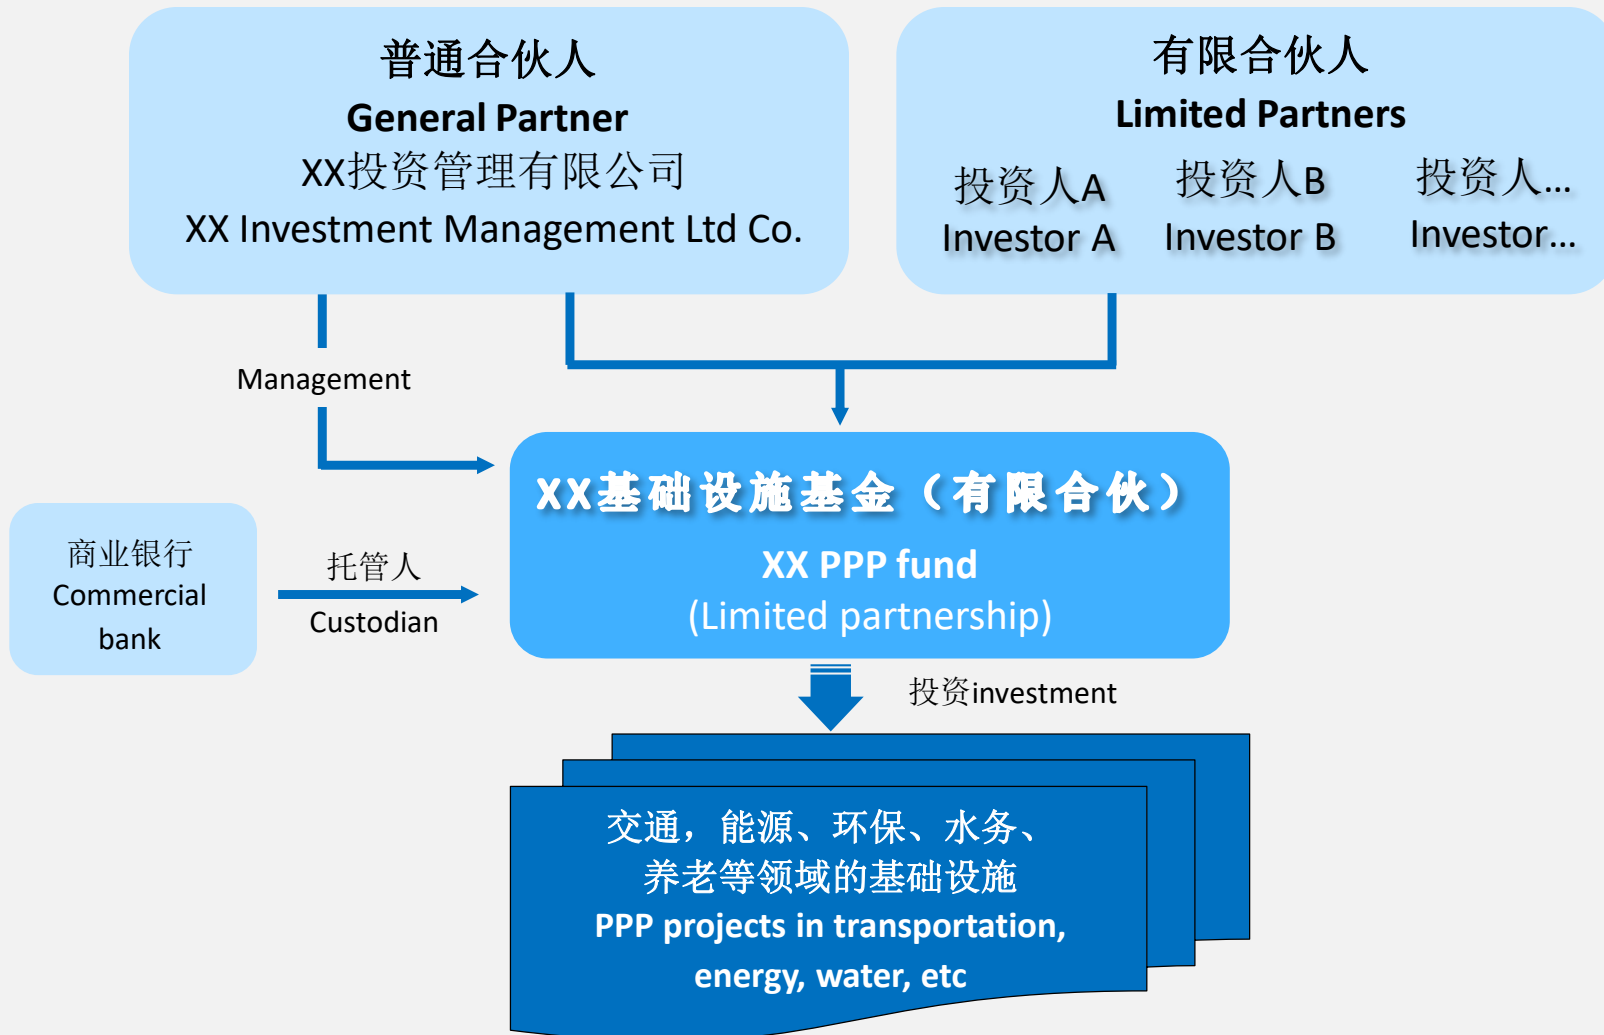 普通合伙人
General Partner
XX投资管理有限公司
XX Investment Management Ltd Co.
有限合伙人
Limited Partners
投资人A
Investor A
投资人B
Investor B
投资人...
Investor...
Management
XX基础设施基金（有限合伙）
XX PPP fund
(Limited partnership)
商业银行
Commercial
bank
托管人
Custodian
投资investment
交通，能源、环保、水务、
养老等领域的基础设施
PPP projects in transportation,
energy, water, etc